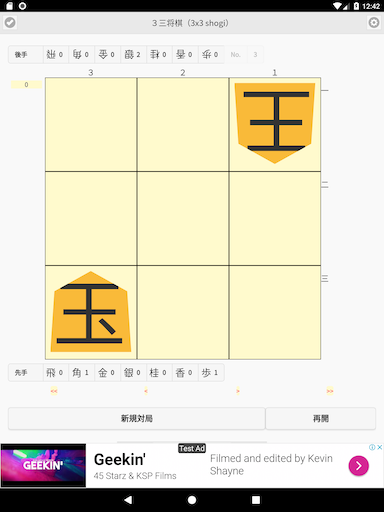 12:42
3三将棋（3x3 shogi）
後手 飛 0 角 0 金 0 銀 2 桂 0 香 0 歩 0 No. 3
3 2 1
0
王
一
二
三
玉
先手 飛 0 角 1 金 0 銀 0 桂 0 香 0 歩 1
<< < > >>
新規対局 再開
Test Ad
GEEKIN'
Geekin'
45 Starz & KSP Films
Filmed and edited by Kevin Shayne